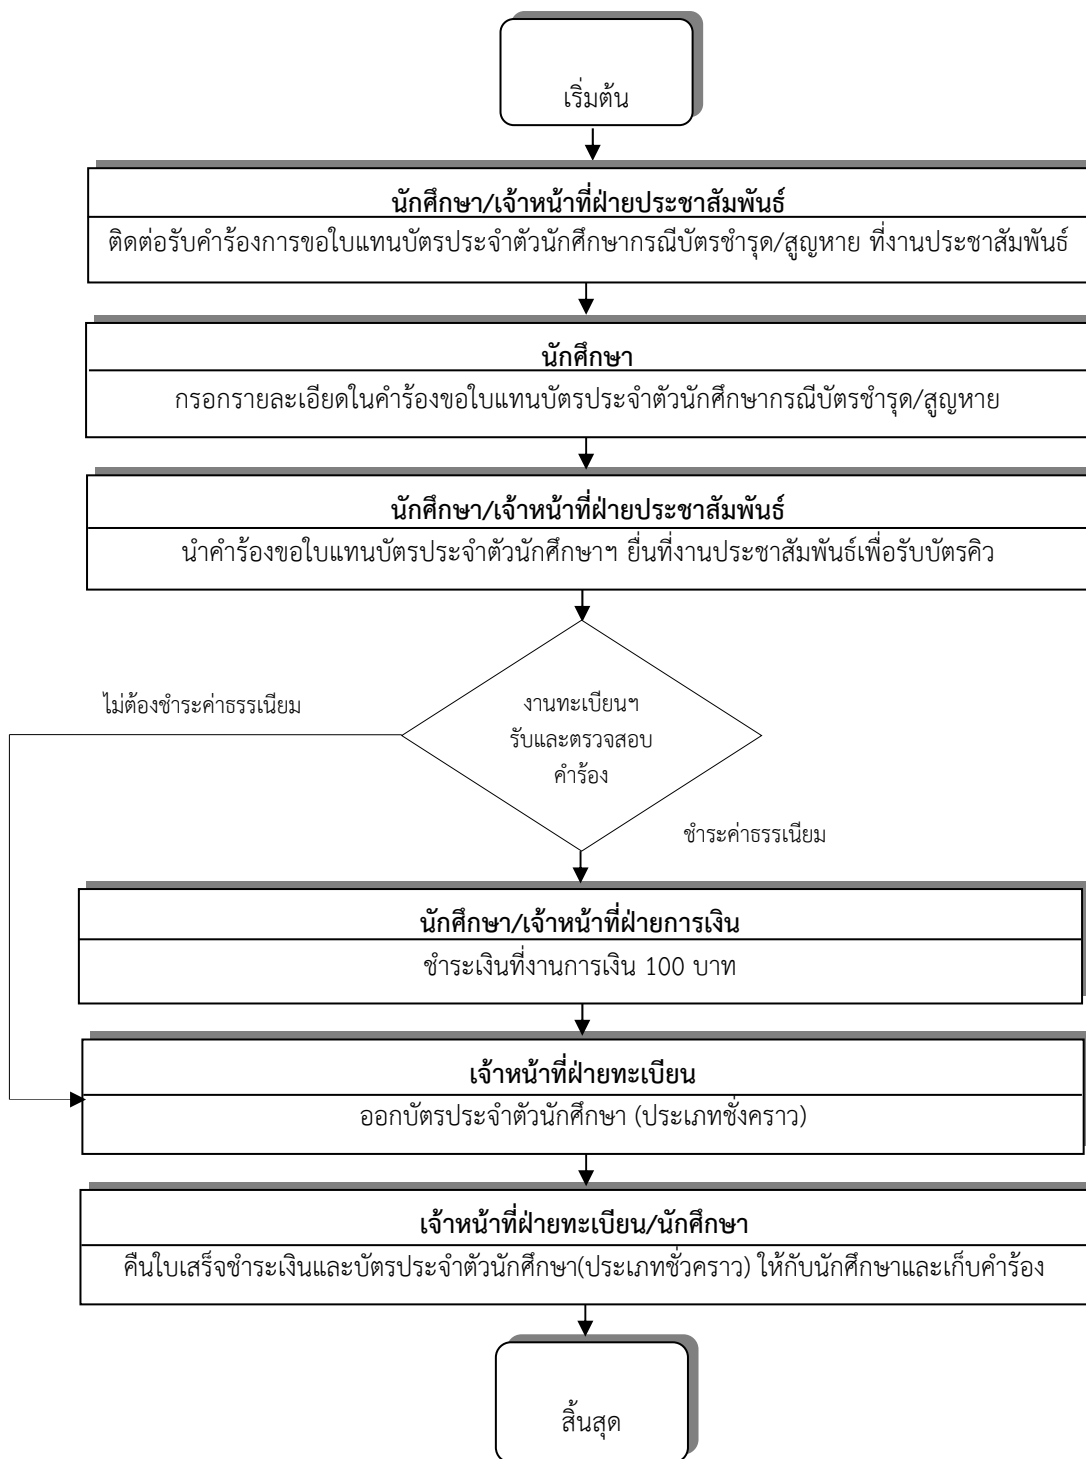 เริ่มต้น
นักศึกษา/เจ้าหน้าที่ฝ่ายประชาสัมพันธ์
ติดต่อรับคำร้องการขอใบแทนบัตรประจำตัวนักศึกษากรณีบัตรชำรุด/สูญหาย ที่งานประชาสัมพันธ์
นักศึกษา
กรอกรายละเอียดในคำร้องขอใบแทนบัตรประจำตัวนักศึกษากรณีบัตรชำรุด/สูญหาย
นักศึกษา/เจ้าหน้าที่ฝ่ายประชาสัมพันธ์
นำคำร้องขอใบแทนบัตรประจำตัวนักศึกษาฯ ยื่นที่งานประชาสัมพันธ์เพื่อรับบัตรคิว
ไม่ต้องชำระค่าธรรเนียม
งานทะเบียนฯ
รับและตรวจสอบ
คำร้อง
ชำระค่าธรรเนียม
นักศึกษา/เจ้าหน้าที่ฝ่ายการเงิน
ชำระเงินที่งานการเงิน 100 บาท
เจ้าหน้าที่ฝ่ายทะเบียน
ออกบัตรประจำตัวนักศึกษา (ประเภทชั่งคราว)
เจ้าหน้าที่ฝ่ายทะเบียน/นักศึกษา
คืนใบเสร็จชำระเงินและบัตรประจำตัวนักศึกษา(ประเภทชั่วคราว) ให้กับนักศึกษาและเก็บคำร้อง
สิ้นสุด